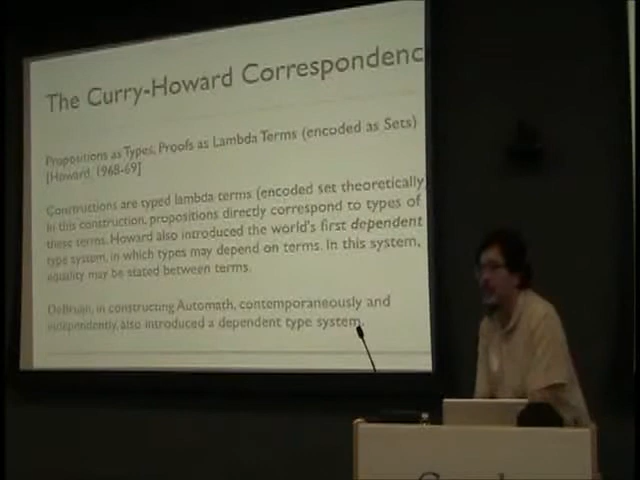 The Curry-Howard Correspondenc
Propositions as Types, Proofs as Lambda Terms (encoded as Sets)
[Howard, 1968-69]
Constructions are typed lambda terms (encoded set theoretically
In this construction, propositions directly correspond to types of
these terms. Howard also introduced the world's first dependent
type system, in which types may depend on terms. In this system,
equality may be stated between terms.
DeBruijn, in constructing Automath, contemporaneously and
independently, also introduced a dependent type system.